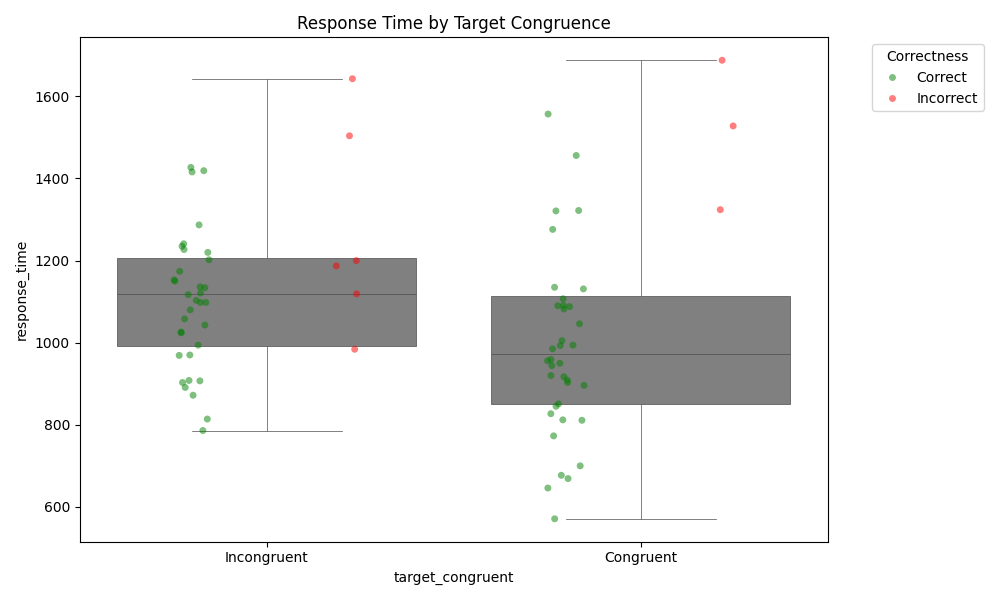 Response Time by Target Congruence
Correctness
Correct
Incorrect
response_time
1600
1400
1200
1000
800
600
Incongruent
Congruent
target_congruent